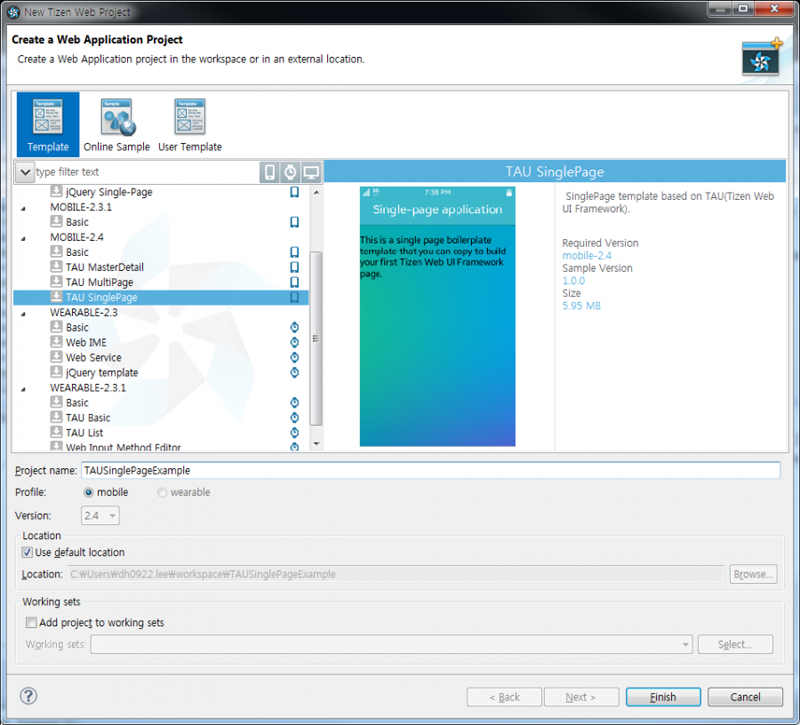 New Tizen Web Project
Create a Web Application Project
Create a Web Application project in the workspace or in an external location.
Template
Sample
Template
Template
Online Sample
User Template
type filter text
jQuery Single-Page
MOBILE-2.3.1
Basic
MOBILE-2.4
Basic
TAU MasterDetail
TAU MultiPage
TAU SinglePage
WEARABLE-2.3
Basic
Web IME
Web Service
jQuery template
WEARABLE-2.3.1
Basic
TAU Basic
TAU List
Web Input Method Editor
TAU SinglePage
7:38 PM
Single-page application
This is a single page boilerplate
template that you can copy to build
your first Tizen Web UI Framework
page.
SinglePage template based on TAU(Tizen Web
UI Framework).
Required Version
mobile-2.4
Sample Version
1.0.0
Size
5.95 MB
Project name: TAUSinglePageExample
Profile: mobile wearable
Version: 2.4
Location
Use default location
Location: C:₩Users₩dh0922.lee₩workspace₩TAUSinglePageExample
Browse...
Working sets
Add project to working sets
Working sets:
Select...
< Back
Next >
Finish
Cancel